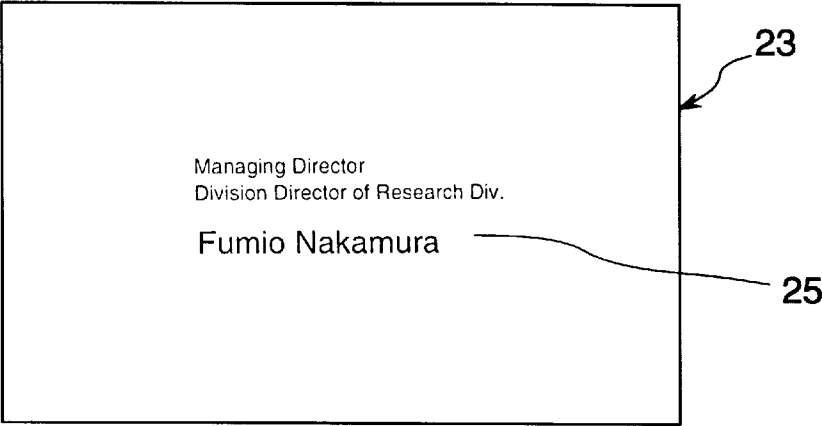 23
Managing Director
Division Director of Research Div.
Fumio Nakamura
25